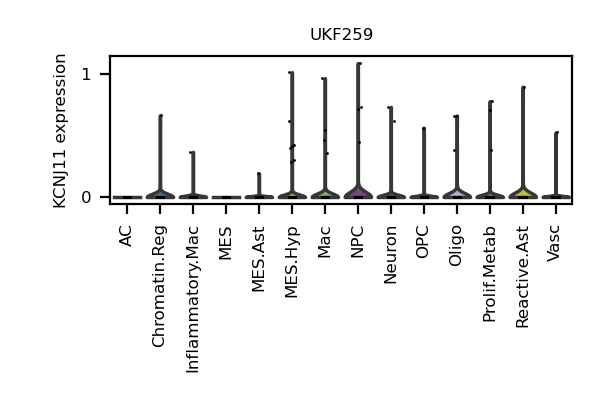 UKF259
KCNJ11 expression
1
0
AC
Chromatin.Reg
Inflammatory.Mac
MES
MES.Ast
MES.Hyp
Mac
NPC
Neuron
OPC
Oligo
Prolif.Metab
Reactive.Ast
Vasc